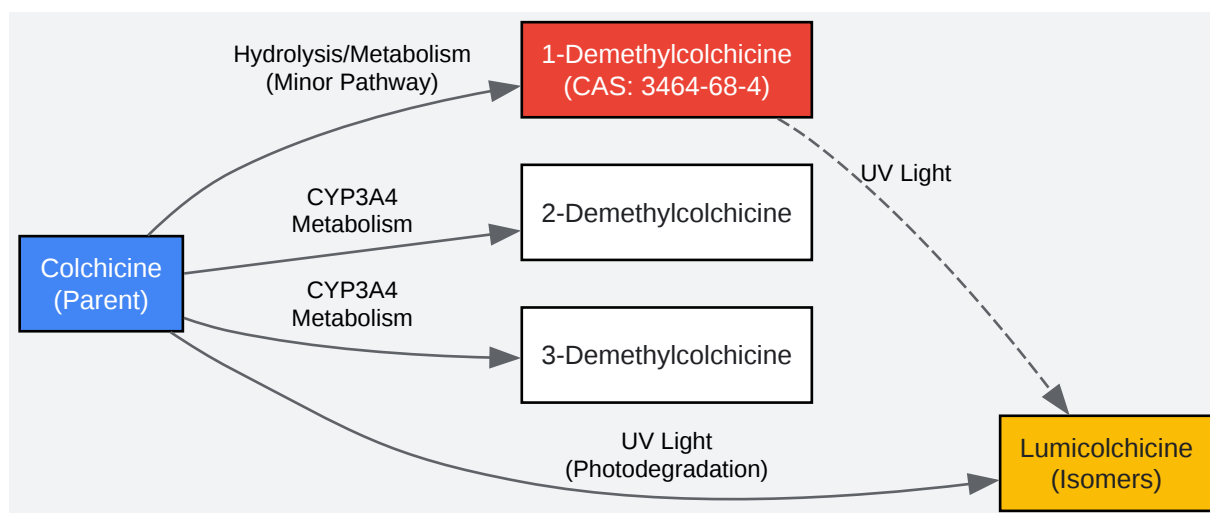 Hydrolysis/Metabolism
(Minor Pathway)
1-Demethylcolchicine
(CAS: 3464-68-4)
UV Light
CYP3A4
Metabolism
2-Demethylcolchicine
Colchicine
(Parent)
CYP3A4
Metabolism
3-Demethylcolchicine
UV Light
(Photodegradation)
Lumicolchicine
(Isomers)